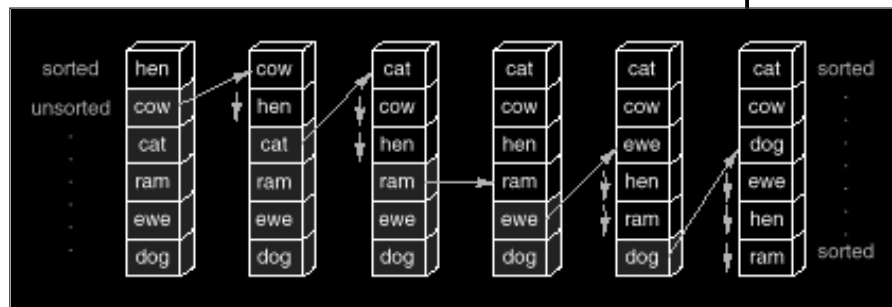 sorted hen cow cat cat cat cat sorted
unsorted cow hen cow cow cow cow
cat cat hen hen ewe dog
ram ram ram ram hen ewe
ewe ewe ewe ewe ram hen
dog dog dog dog dog ram sorted